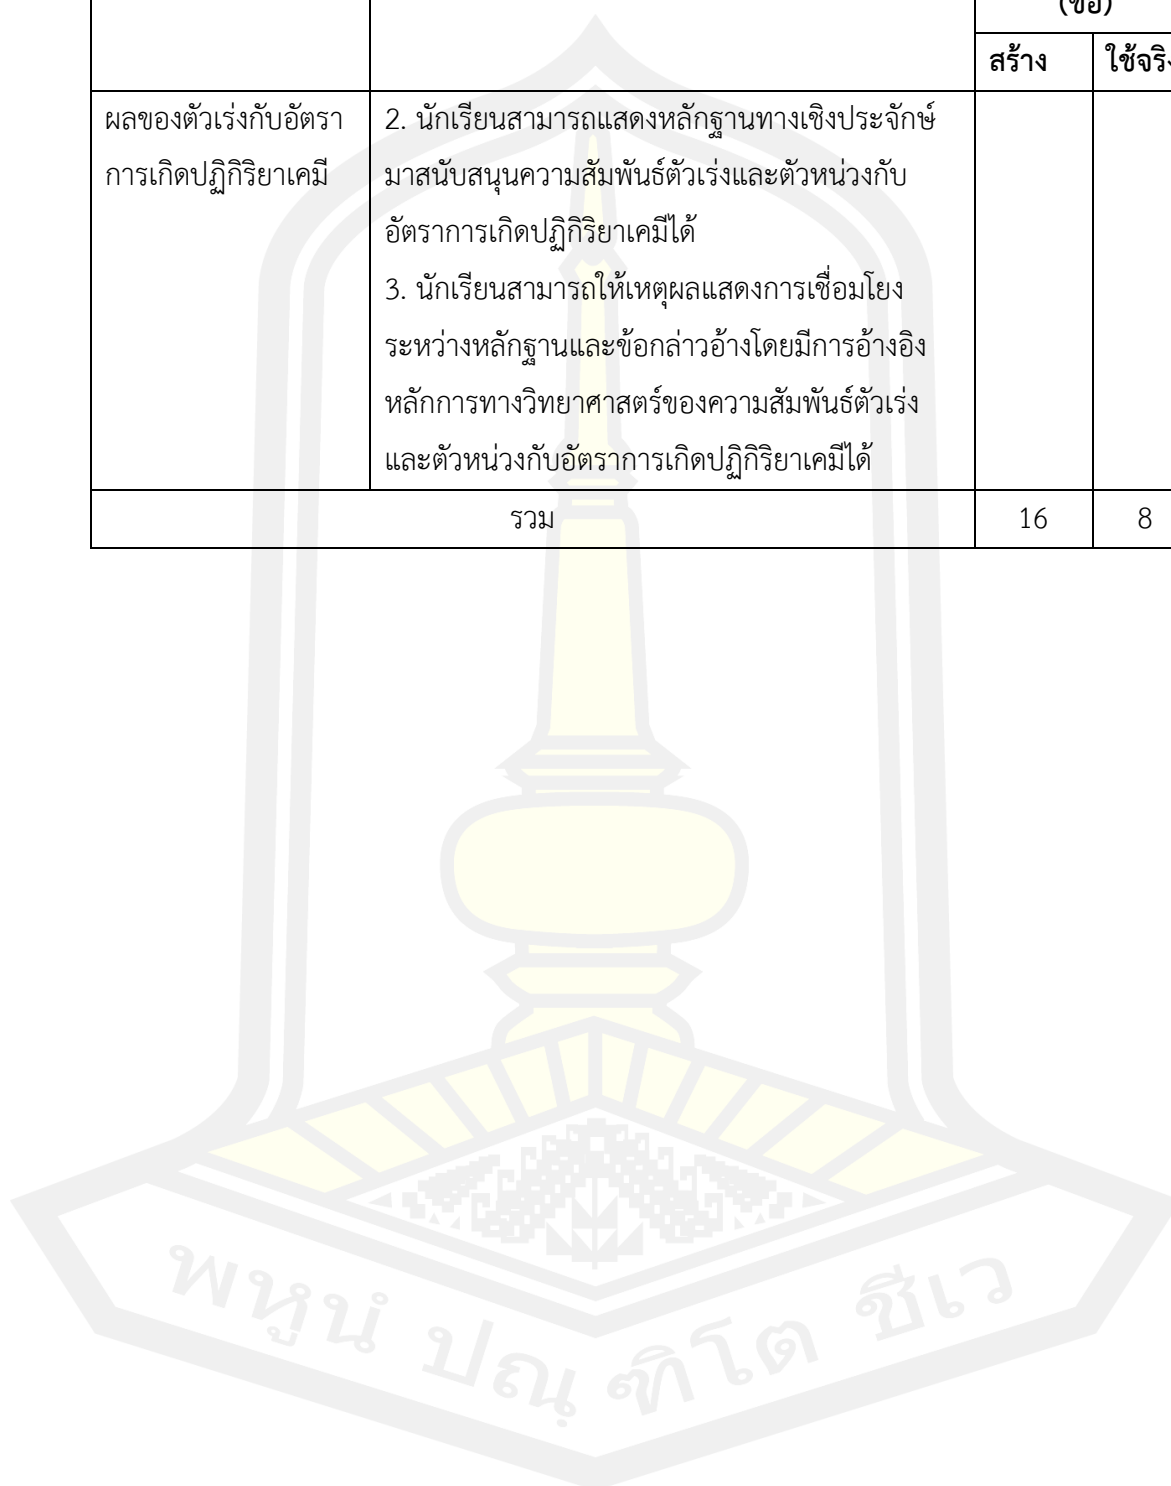 (ข้อ)
สร้าง ใช้จริง
ผลของตัวเร่งกับอัตรา
การเกิดปฏิกิริยาเคมี
2. นักเรียนสามารถแสดงหลักฐานทางเชิงประจักษ์
มาสนับสนุนความสัมพันธ์ตัวเร่งและตัวหน่วงกับ
อัตราการเกิดปฏิกิริยาเคมีได้
3. นักเรียนสามารถให้เหตุผลแสดงการเชื่อมโยง
ระหว่างหลักฐานและข้อกล่าวอ้างโดยมีการอ้างอิง
หลักการทางวิทยาศาสตร์ของความสัมพันธ์ตัวเร่ง
และตัวหน่วงกับอัตราการเกิดปฏิกิริยาเคมีได้
รวม 16 8
พหูนํ ปณฺฑิโต ชีเว